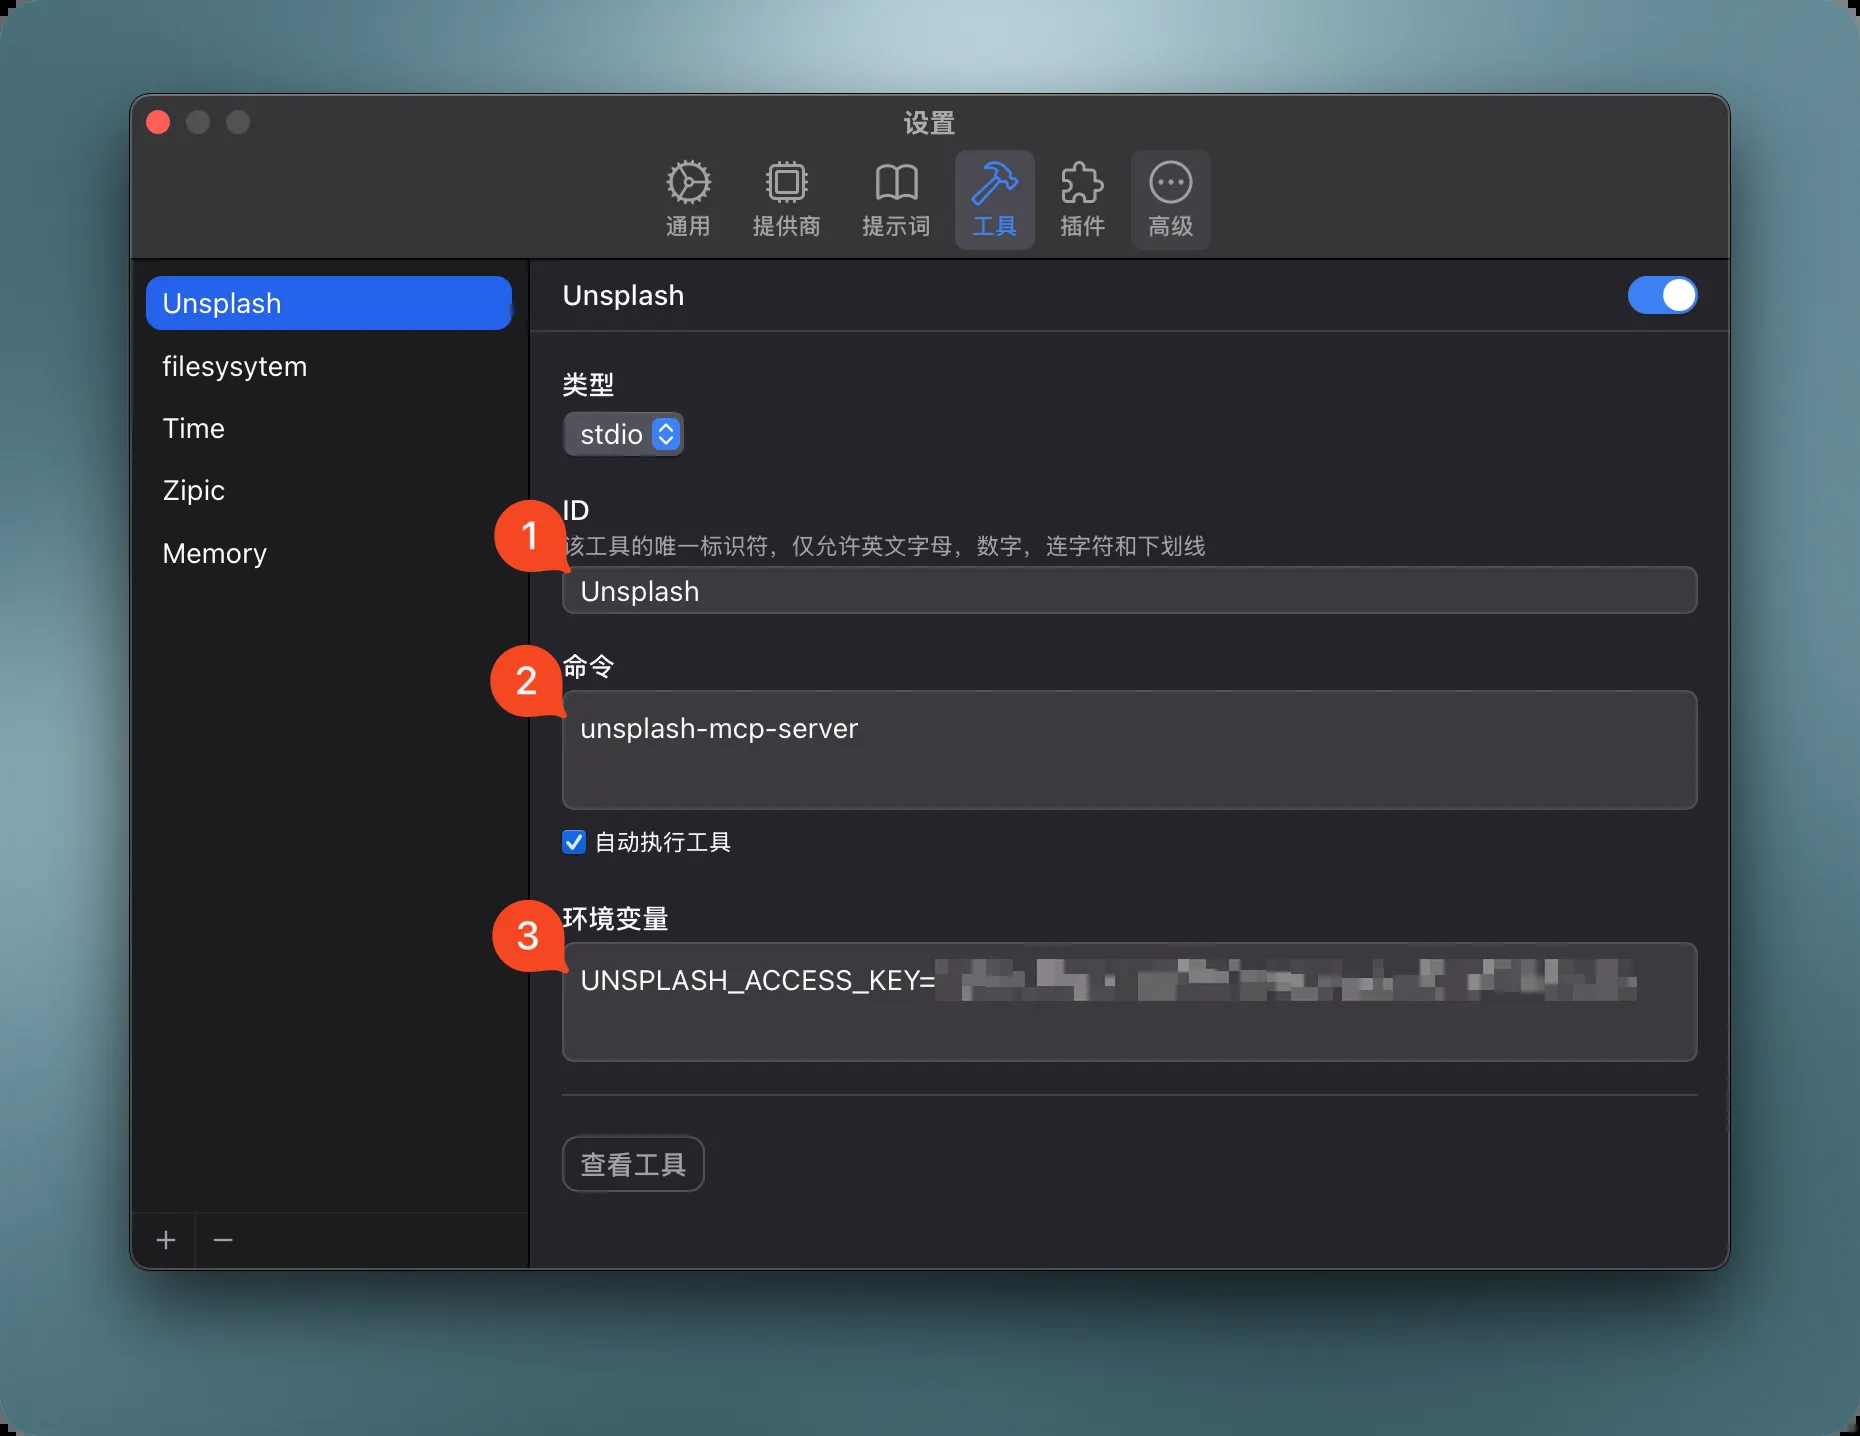 设置
通用
提供商
提示词
工具
插件
高级
Unsplash
filesysytem
Time
Zipic
Memory
Unsplash
类型
stdio
1
ID
该工具的唯一标识符，仅允许英文字母，数字，连字符和下划线
Unsplash
2
命令
unsplash-mcp-server
自动执行工具
3
环境变量
UNSPLASH_ACCESS_KEY=
查看工具